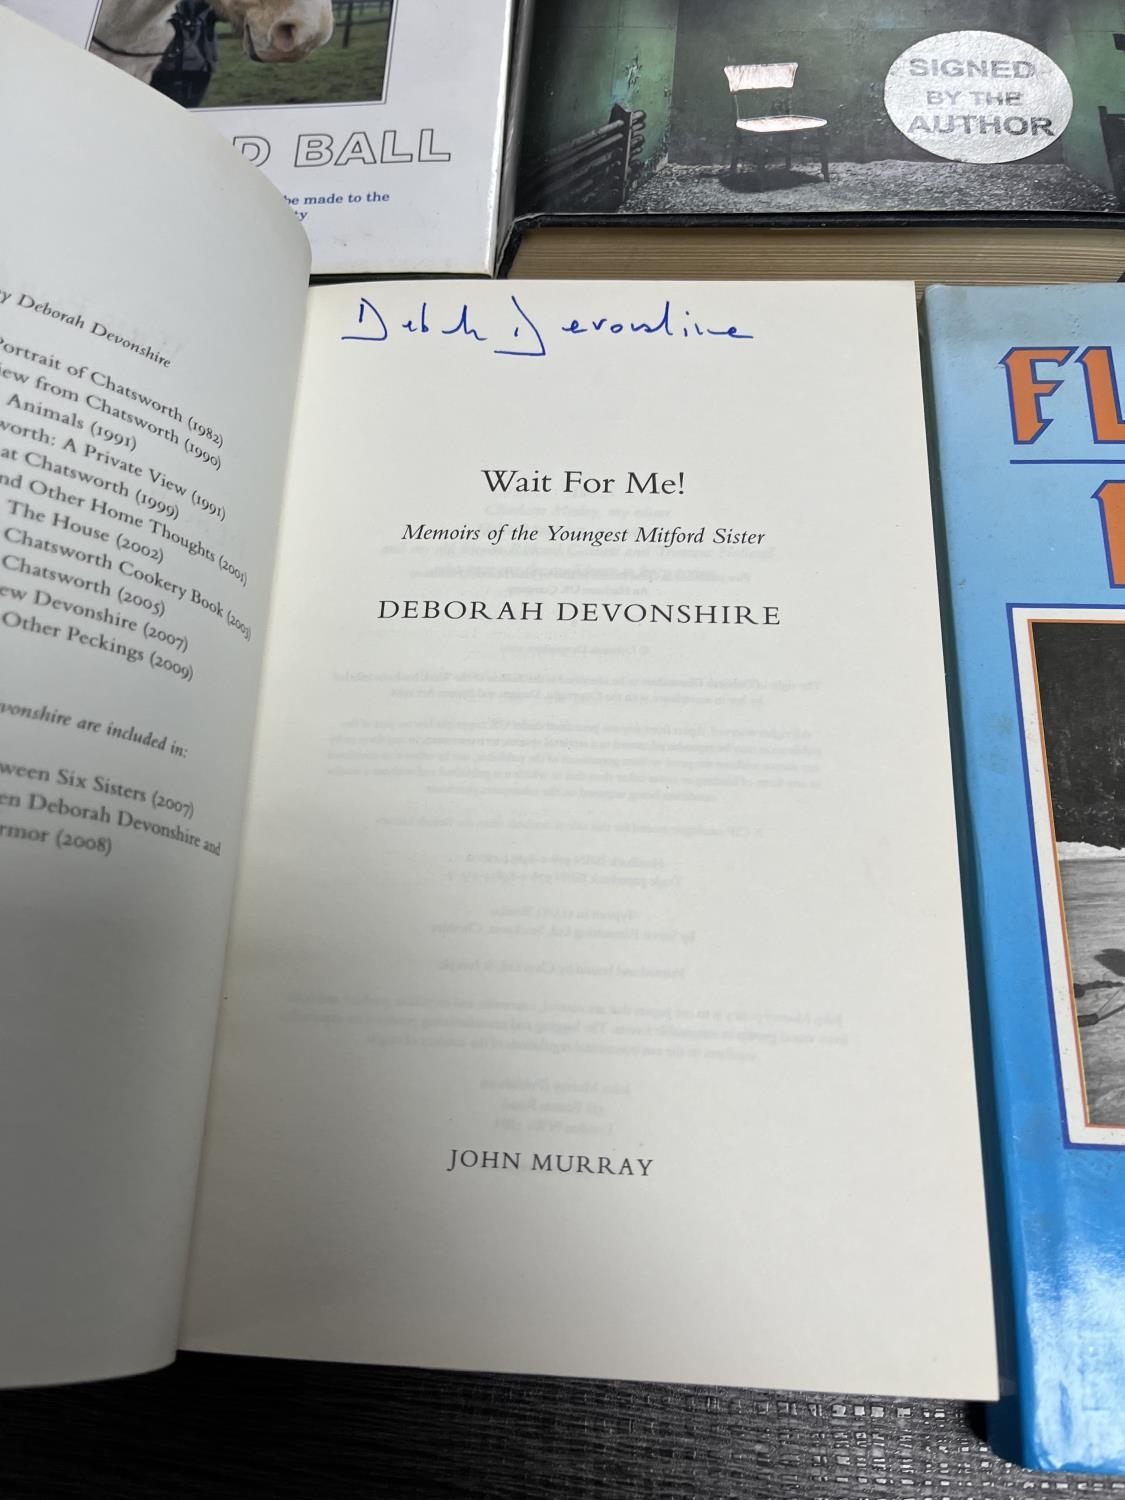 D BALL
be made to the
ty
SIGNED
BY THE
AUTHOR
y Deborah Devonshire
Portrait of Chatsworth (1982)
iew from Chatsworth (1990)
Animals (1991)
worth: A Private View (1991)
at Chatsworth (1999)
nd Other Home Thoughts (2001)
The House (2002)
Chatsworth Cookery Book (2003)
Chatsworth (2005)
ew Devonshire (2007)
Other Peckings (2009)
vonshire are included in:
ween Six Sisters (2007)
en Deborah Devonshire and
rmor (2008)
Deborah Devonshire
Wait For Me!
Memoirs of the Youngest Mitford Sister
DEBORAH DEVONSHIRE
JOHN MURRAY
FL